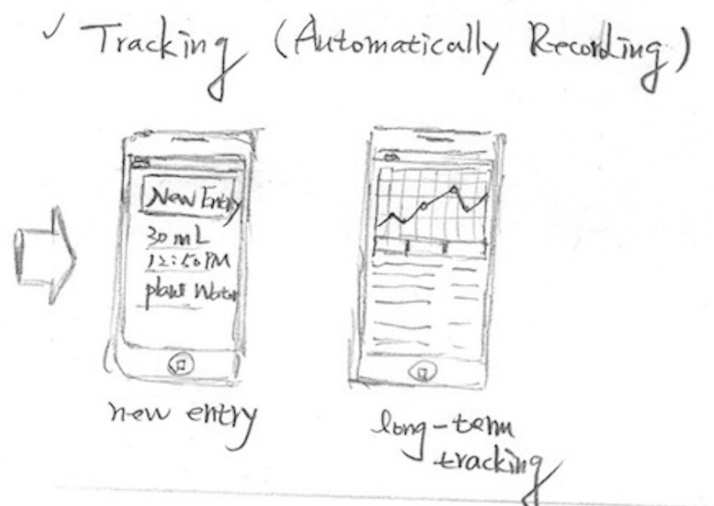 ✓ Tracking (Automatically Recording)
New Entry
30 mL
12:50 PM
plain Water
new entry
long-term
tracking